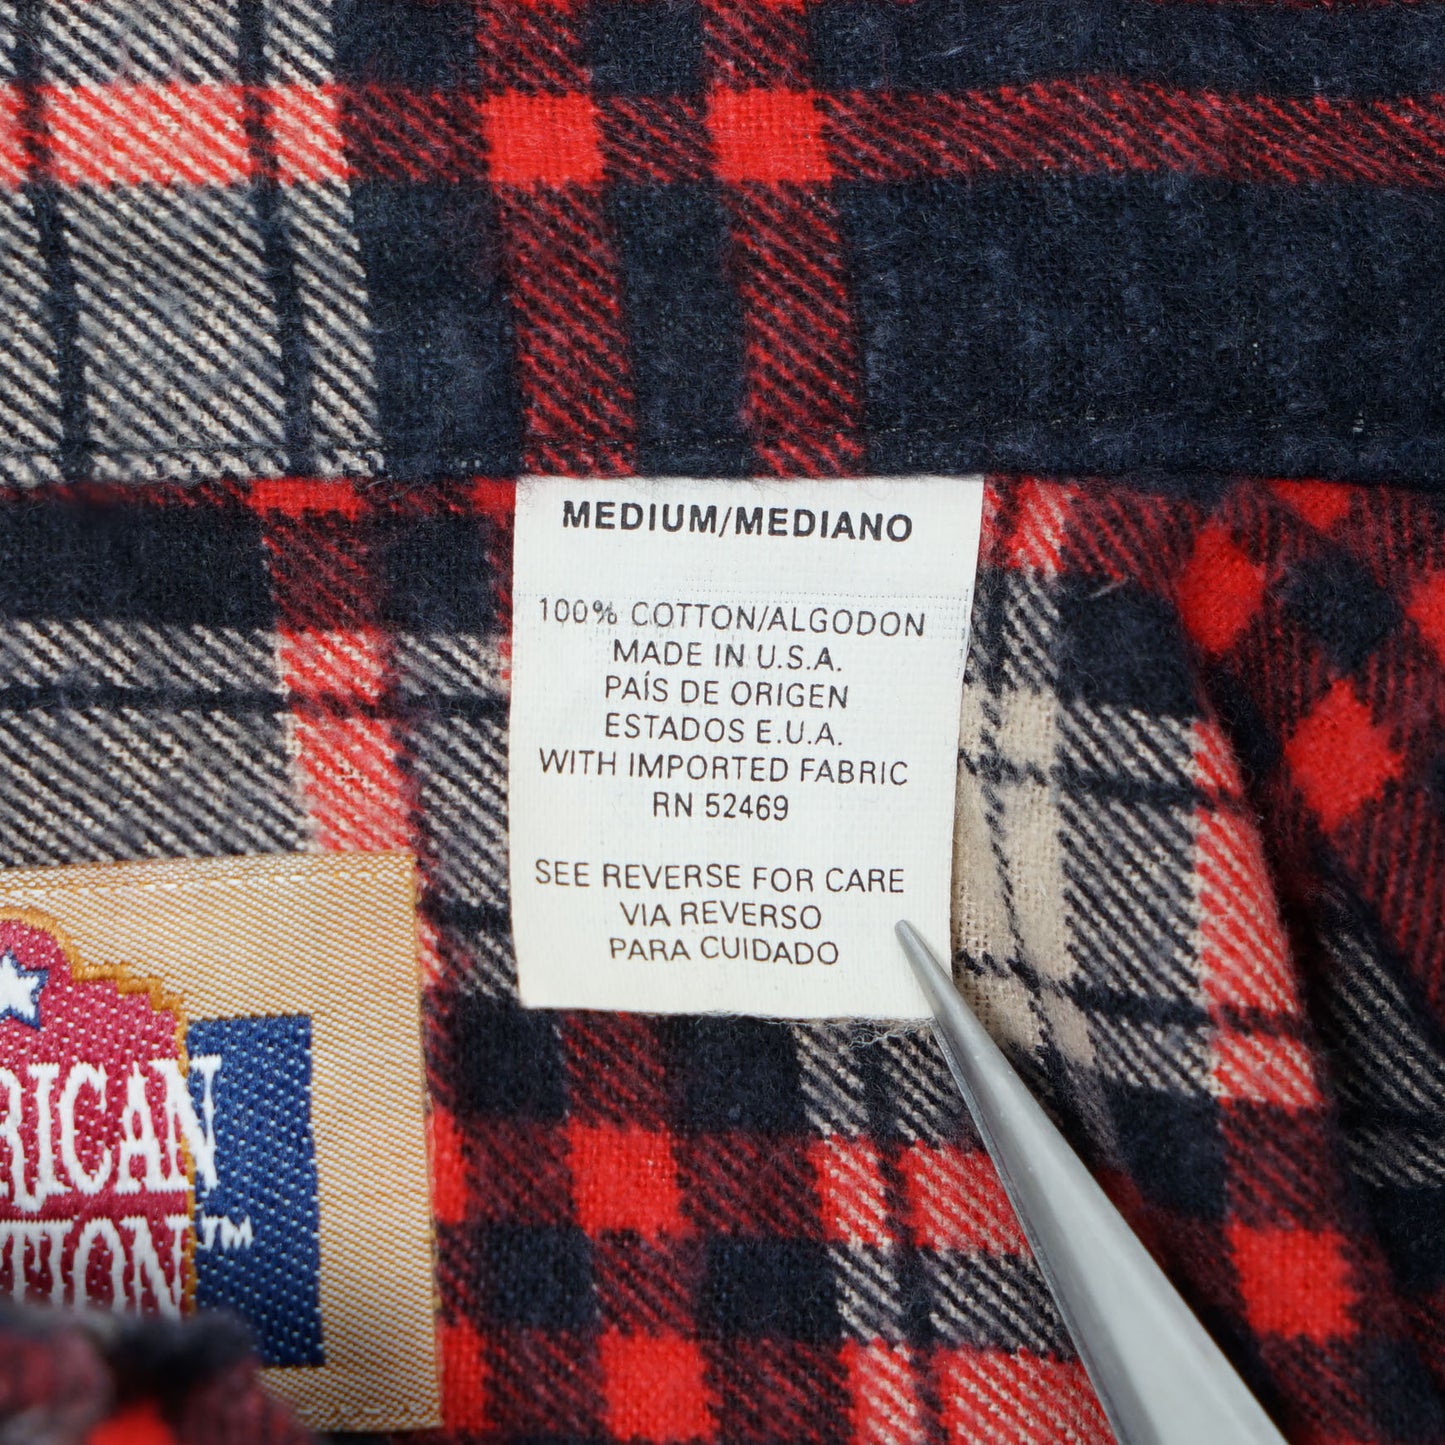 MEDIUM/MEDIANO
100% COTTON/ALGODON
MADE IN U.S.A.
PAÍS DE ORIGEN
ESTADOS E.U.A.
WITH IMPORTED FABRIC
RN 52469
SEE REVERSE FOR CARE
VIA REVERSO
PARA CUIDADO
RICAN
TION™